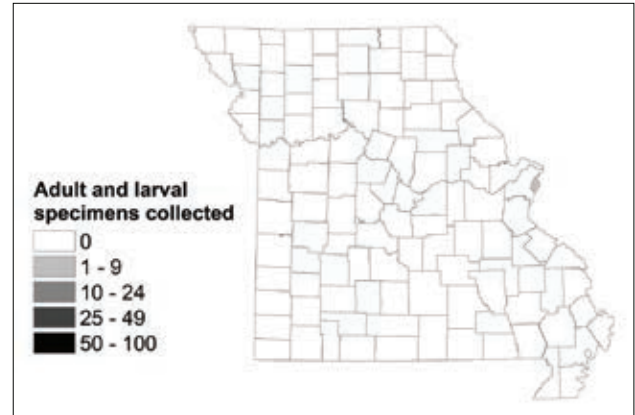 Adult and larval
specimens collected
0
1 - 9
10 - 24
25 - 49
50 - 100